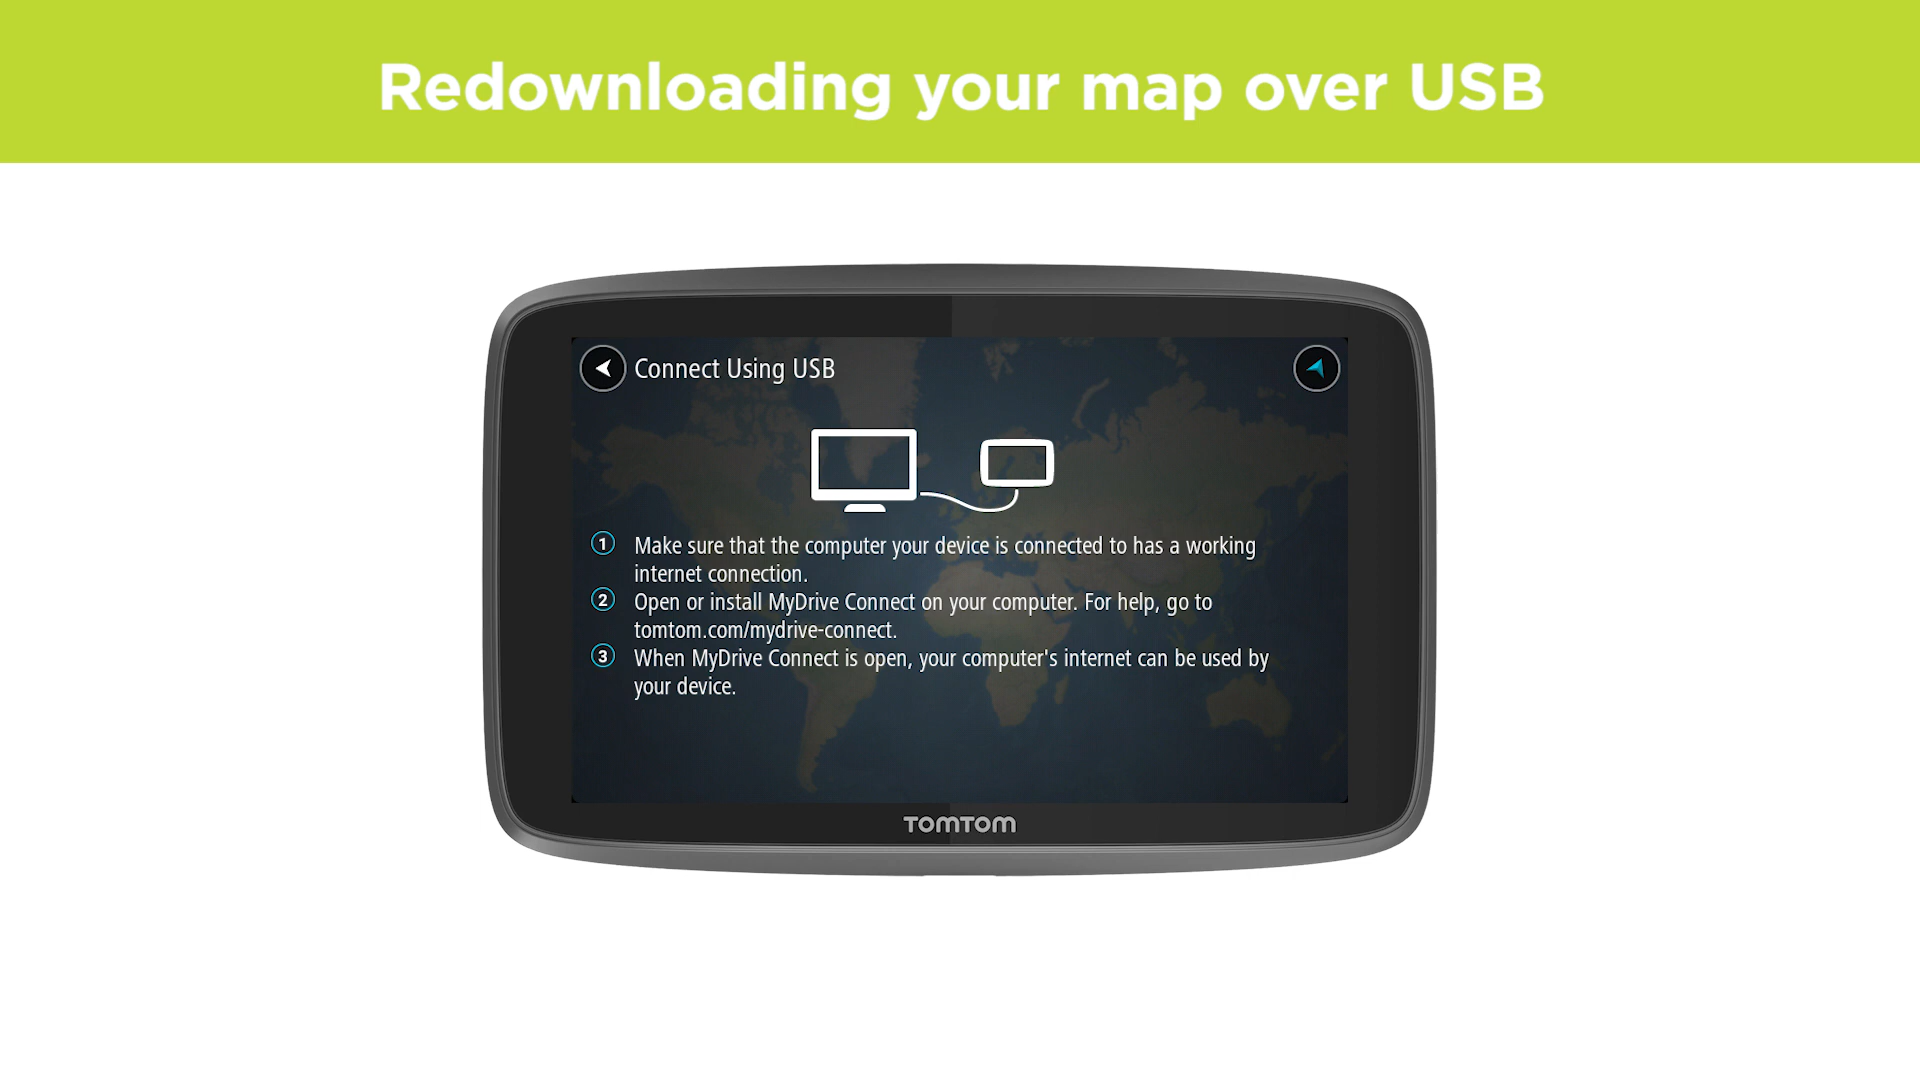 Redownloading your map over USB
Connect Using USB
1 Make sure that the computer your device is connected to has a working
internet connection.
2 Open or install MyDrive Connect on your computer. For help, go to
tomtom.com/mydrive-connect.
3 When MyDrive Connect is open, your computer's internet can be used by
your device.
TOMTOM